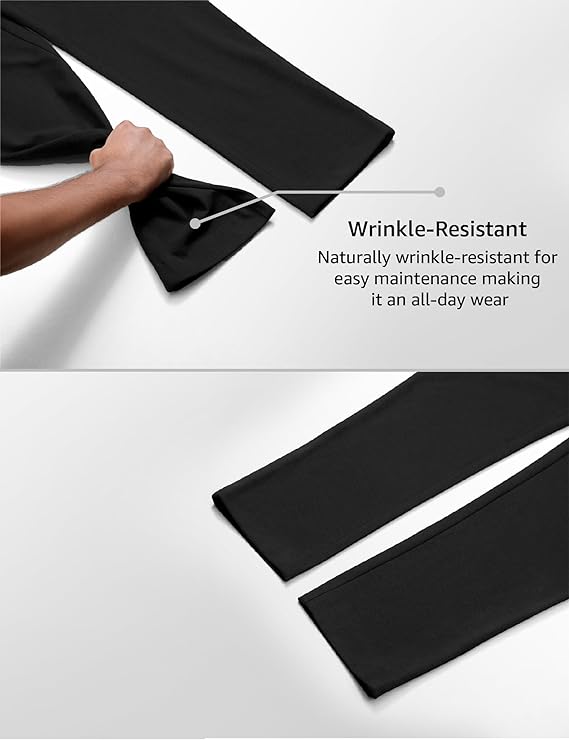 Wrinkle-Resistant
Naturally wrinkle-resistant for
easy maintenance making
it an all-day wear